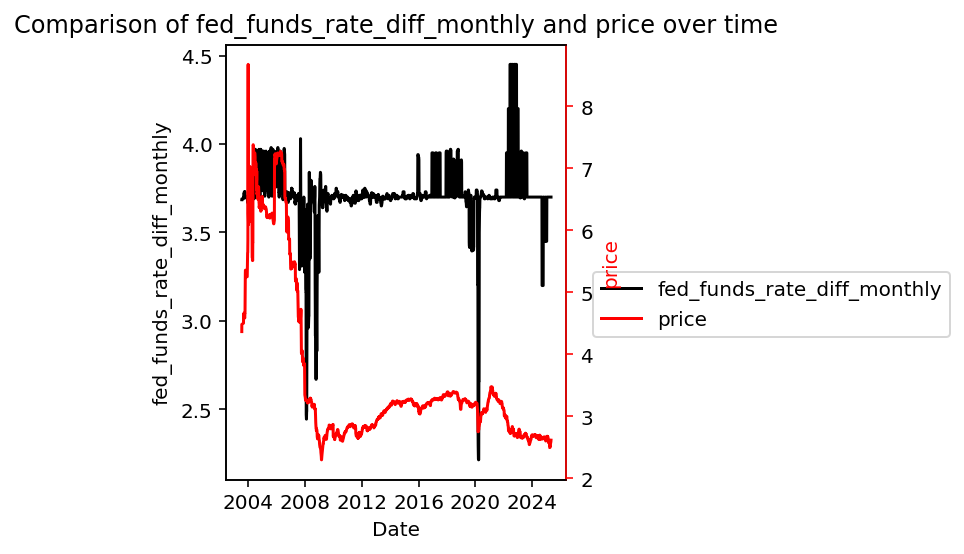 Comparison of fed_funds_rate_diff_monthly and price over time
4.5
4.0
3.5
3.0
2.5
fed_funds_rate_diff_monthly
8
7
6
5
4
3
2
price
fed_funds_rate_diff_monthly
price
2004 2008 2012 2016 2020 2024
Date